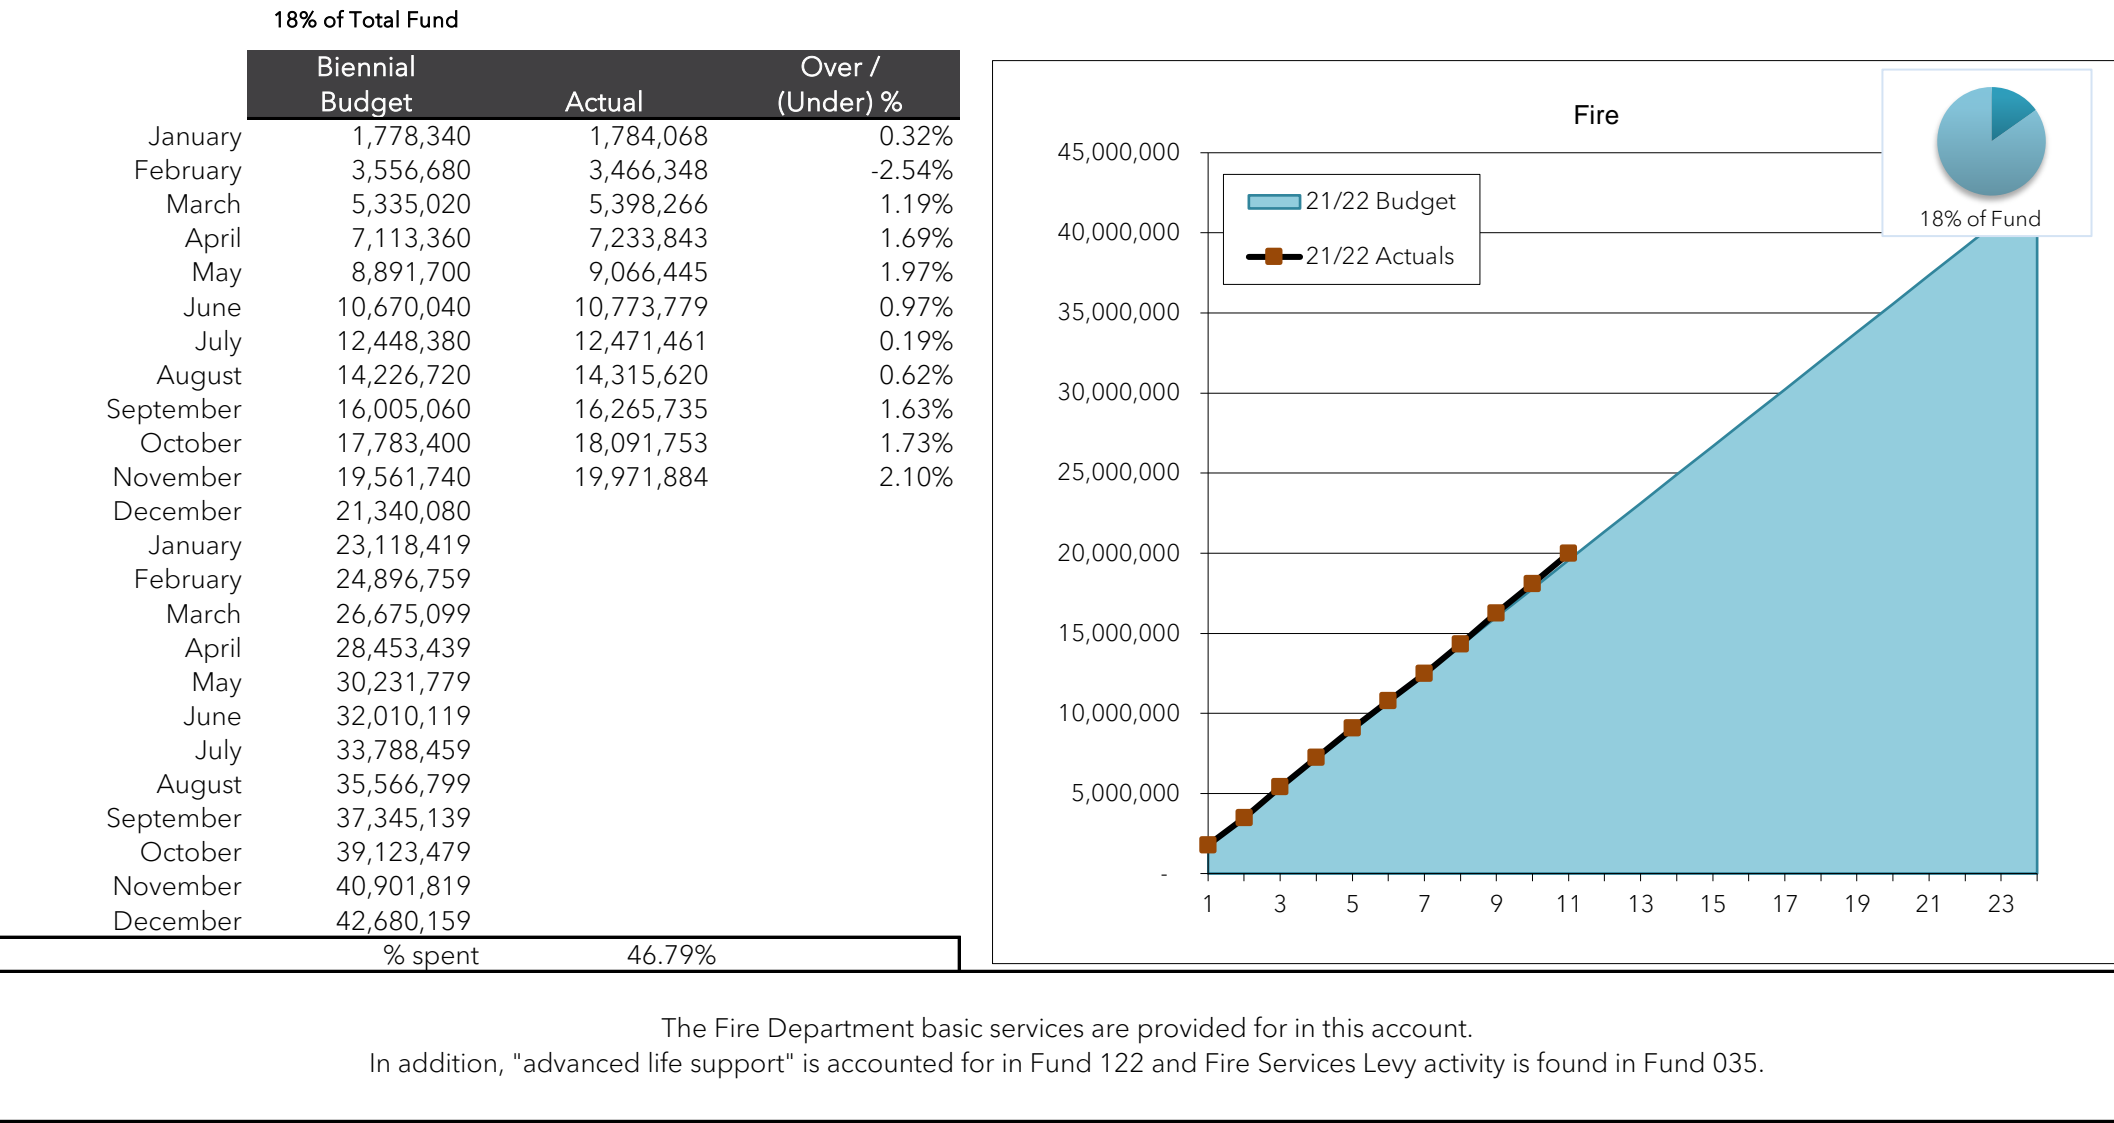 18% of Total Fund
Biennial Budget Actual Over / (Under) %
January 1,778,340 1,784,068 0.32%
February 3,556,680 3,466,348 -2.54%
March 5,335,020 5,398,266 1.19%
April 7,113,360 7,233,843 1.69%
May 8,891,700 9,066,445 1.97%
June 10,670,040 10,773,779 0.97%
July 12,448,380 12,471,461 0.19%
August 14,226,720 14,315,620 0.62%
September 16,005,060 16,265,735 1.63%
October 17,783,400 18,091,753 1.73%
November 19,561,740 19,971,884 2.10%
December 21,340,080
January 23,118,419
February 24,896,759
March 26,675,099
April 28,453,439
May 30,231,779
June 32,010,119
July 33,788,459
August 35,566,799
September 37,345,139
October 39,123,479
November 40,901,819
December 42,680,159
% spent 46.79%
Fire
18% of Fund
21/22 Budget
21/22 Actuals
45,000,000
40,000,000
35,000,000
30,000,000
25,000,000
20,000,000
15,000,000
10,000,000
5,000,000
-
1 3 5 7 9 11 13 15 17 19 21 23
The Fire Department basic services are provided for in this account.
In addition, "advanced life support" is accounted for in Fund 122 and Fire Services Levy activity is found in Fund 035.